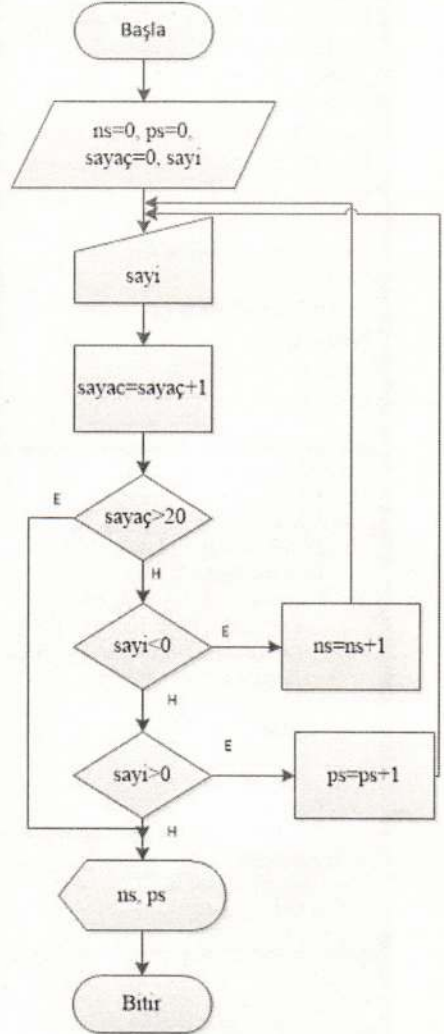 Başla
ns=0, ps=0,
sayaç=0, sayi
sayi
sayac=sayaç+1
E
sayaç>20
H
sayi<0
E
ns=ns+1
H
sayi>0
E
ps=ps+1
H
ns, ps
Bitir